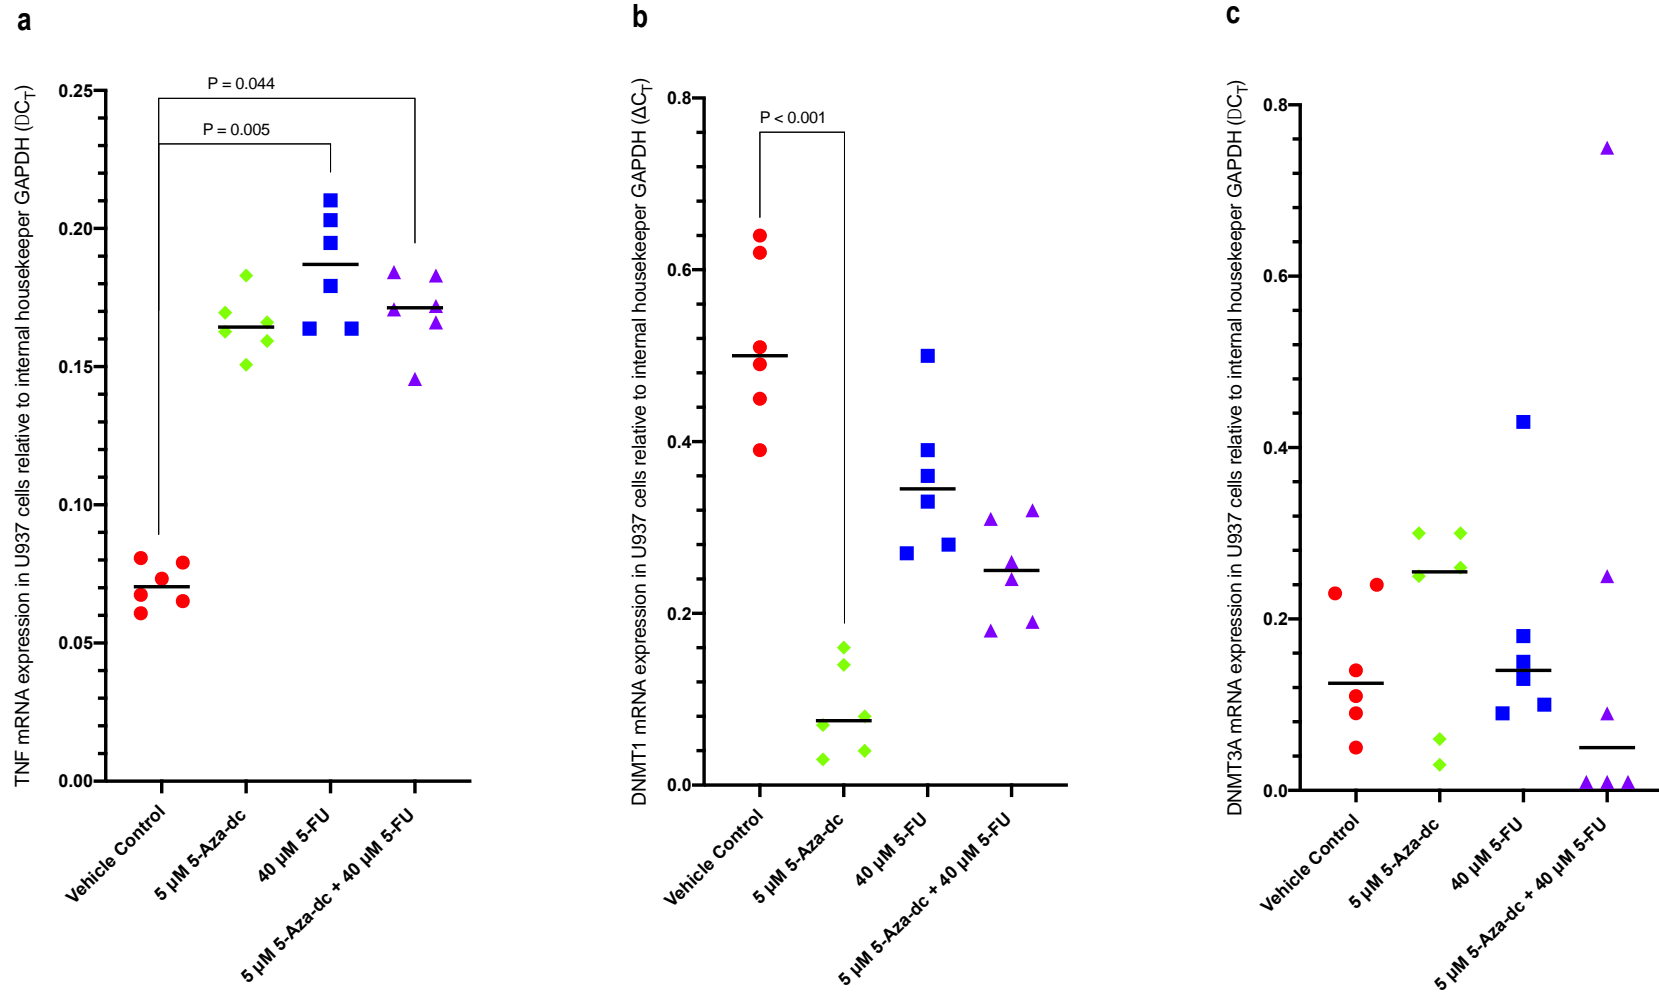 a
TNF mRNA expression in U937 cells relative to internal housekeeper GAPDH (DCT)
P = 0.044
P = 0.005
0.25
0.20
0.15
0.10
0.05
0.00
Vehicle Control
5 µM 5-Aza-dc
40 µM 5-FU
5 µM 5-Aza-dc + 40 µM 5-FU
b
DNMT1 mRNA expression in U937 cells relative to internal housekeeper GAPDH (ΔCT)
P < 0.001
0.8
0.6
0.4
0.2
0.0
Vehicle Control
5 µM 5-Aza-dc
40 µM 5-FU
5 µM 5-Aza-dc + 40 µM 5-FU
c
DNMT3A mRNA expression in U937 cells relative to internal housekeeper GAPDH (DCT)
0.8
0.6
0.4
0.2
0.0
Vehicle Control
5 µM 5-Aza-dc
40 µM 5-FU
5 µM 5-Aza-dc + 40 µM 5-FU